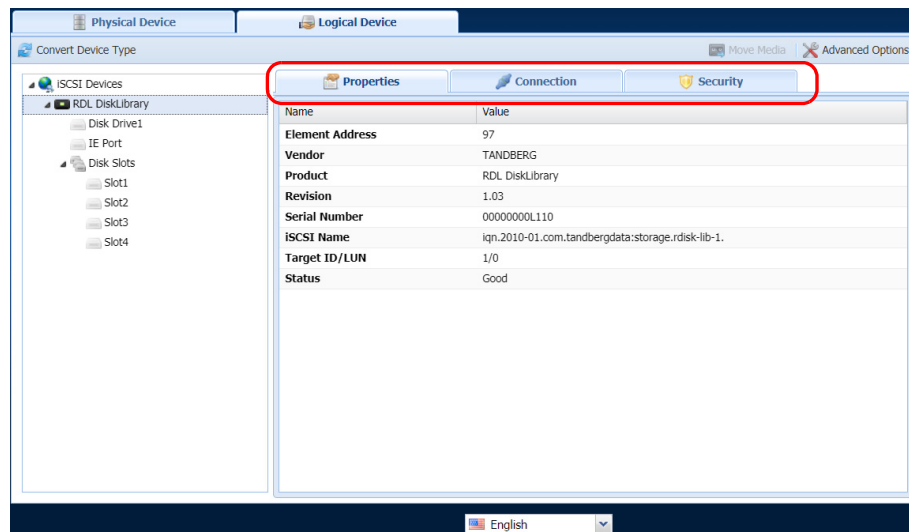 Physical Device Logical Device
Convert Device Type Move Media Advanced Options
iSCSI Devices
RDL DiskLibrary
Disk Drive1
IE Port
Disk Slots
Slot1
Slot2
Slot3
Slot4
Properties Connection Security
Name Value
Element Address 97
Vendor TANDBERG
Product RDL DiskLibrary
Revision 1.03
Serial Number 00000000L110
iSCSI Name iqn.2010-01.com.tandbergdata:storage.rdisk-lib-1.
Target ID/LUN 1/0
Status Good
English